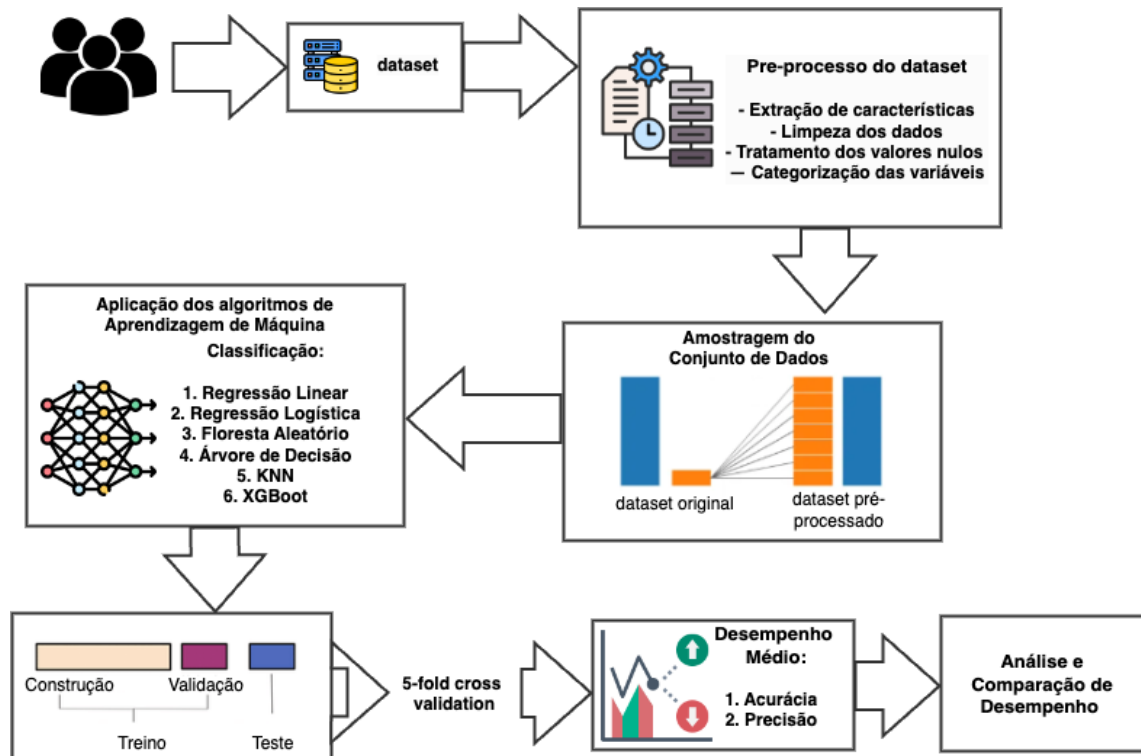 dataset
Pre-processo do dataset
- Extração de características
- Limpeza dos dados
- Tratamento dos valores nulos
— Categorização das variáveis
Amostragem do
Conjunto de Dados
dataset original
dataset pré-
processado
Aplicação dos algoritmos de
Aprendizagem de Máquina
Classificação:
1. Regressão Linear
2. Regressão Logística
3. Floresta Aleatório
4. Árvore de Decisão
5. KNN
6. XGBoot
Construção
Validação
Treino
Teste
5-fold cross
validation
Desempenho
Médio:
1. Acurácia
2. Precisão
Análise e
Comparação de
Desempenho